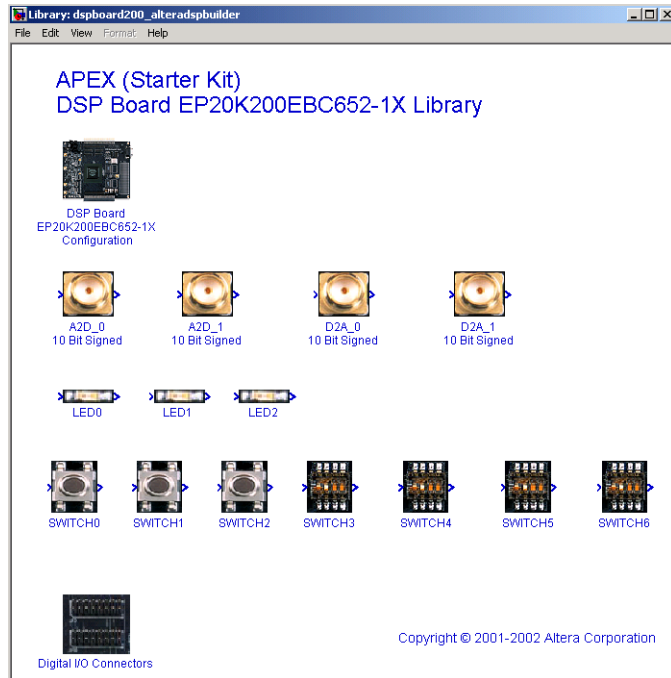 Library: dspboard200_alteradspbuilder
File Edit View Format Help
APEX (Starter Kit)
DSP Board EP20K200EBC652-1X Library
DSP Board
EP20K200EBC652-1X
Configuration
A2D_0 A2D_1 D2A_0 D2A_1
10 Bit Signed 10 Bit Signed 10 Bit Signed 10 Bit Signed
LED0 LED1 LED2
SWITCH0 SWITCH1 SWITCH2 SWITCH3 SWITCH4 SWITCH5 SWITCH6
Digital I/O Connectors
Copyright © 2001-2002 Altera Corporation